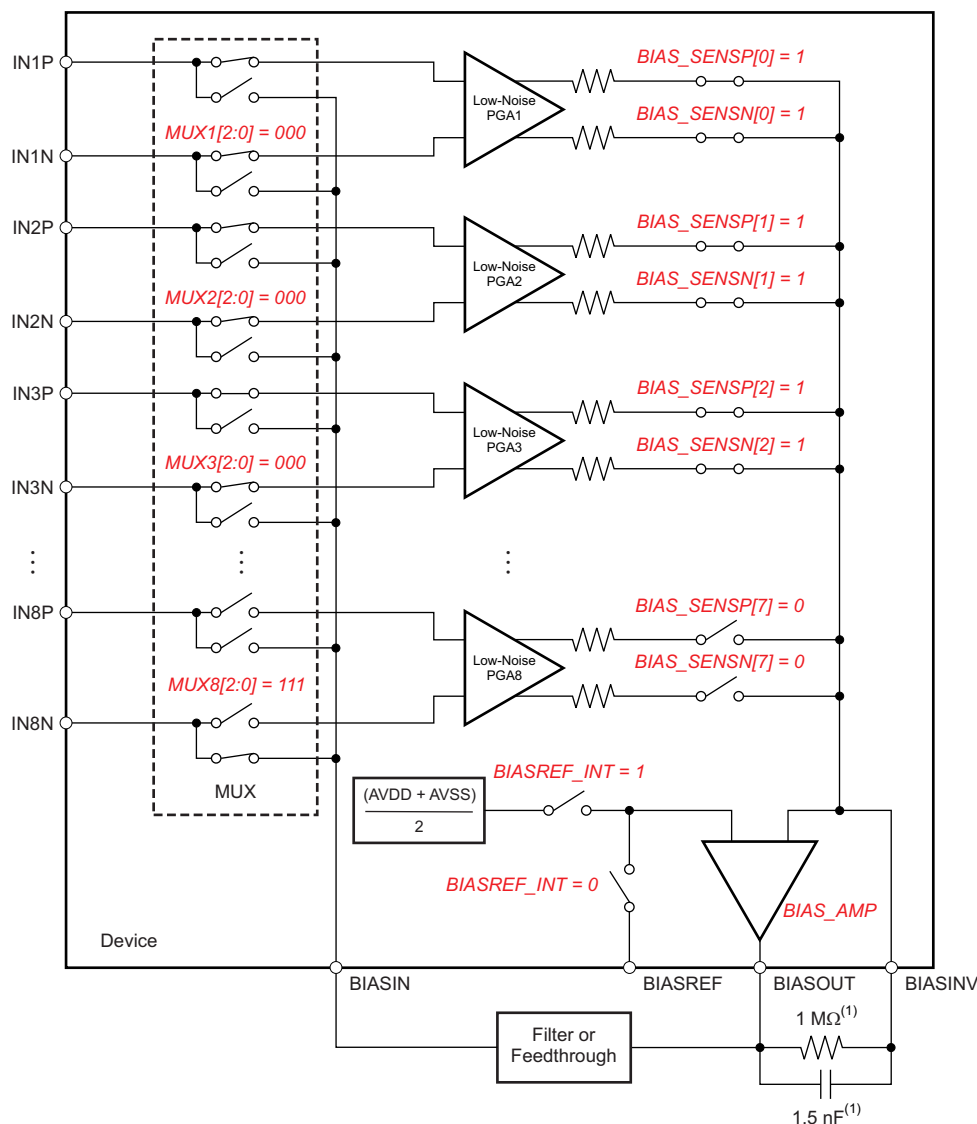 IN1P
BIAS_SENSP[0] = 1
Low-Noise
PGA1
BIAS_SENSN[0] = 1
MUX1[2:0] = 000
IN1N
IN2P
BIAS_SENSP[1] = 1
Low-Noise
PGA2
BIAS_SENSN[1] = 1
MUX2[2:0] = 000
IN2N
IN3P
BIAS_SENSP[2] = 1
Low-Noise
PGA3
BIAS_SENSN[2] = 1
MUX3[2:0] = 000
IN3N
IN8P
BIAS_SENSP[7] = 0
Low-Noise
PGA8
BIAS_SENSN[7] = 0
MUX8[2:0] = 111
IN8N
MUX
BIASREF_INT = 1
(AVDD + AVSS)
2
BIASREF_INT = 0
BIAS_AMP
Device
BIASIN
BIASREF
BIASOUT
BIASINV
Filter or
Feedthrough
1 MΩ(1)
1.5 nF(1)